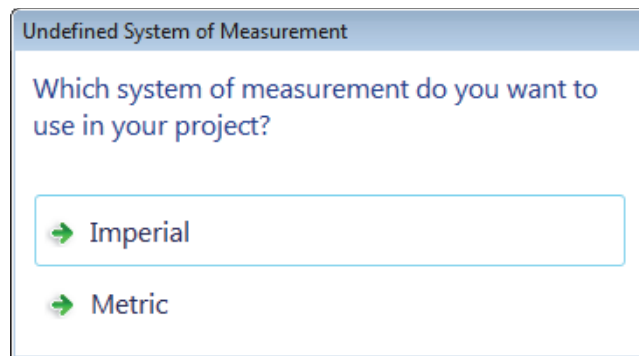 Undefined System of Measurement
Which system of measurement do you want to
use in your project?
Imperial
Metric